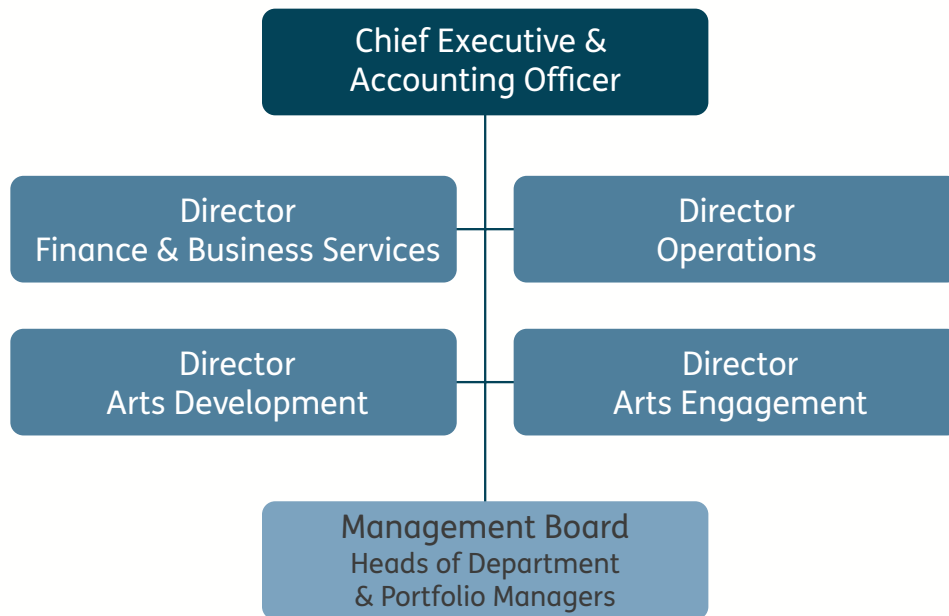 Chief Executive &
Accounting Officer
Director
Finance & Business Services
Director
Operations
Director
Arts Development
Director
Arts Engagement
Management Board
Heads of Department
& Portfolio Managers